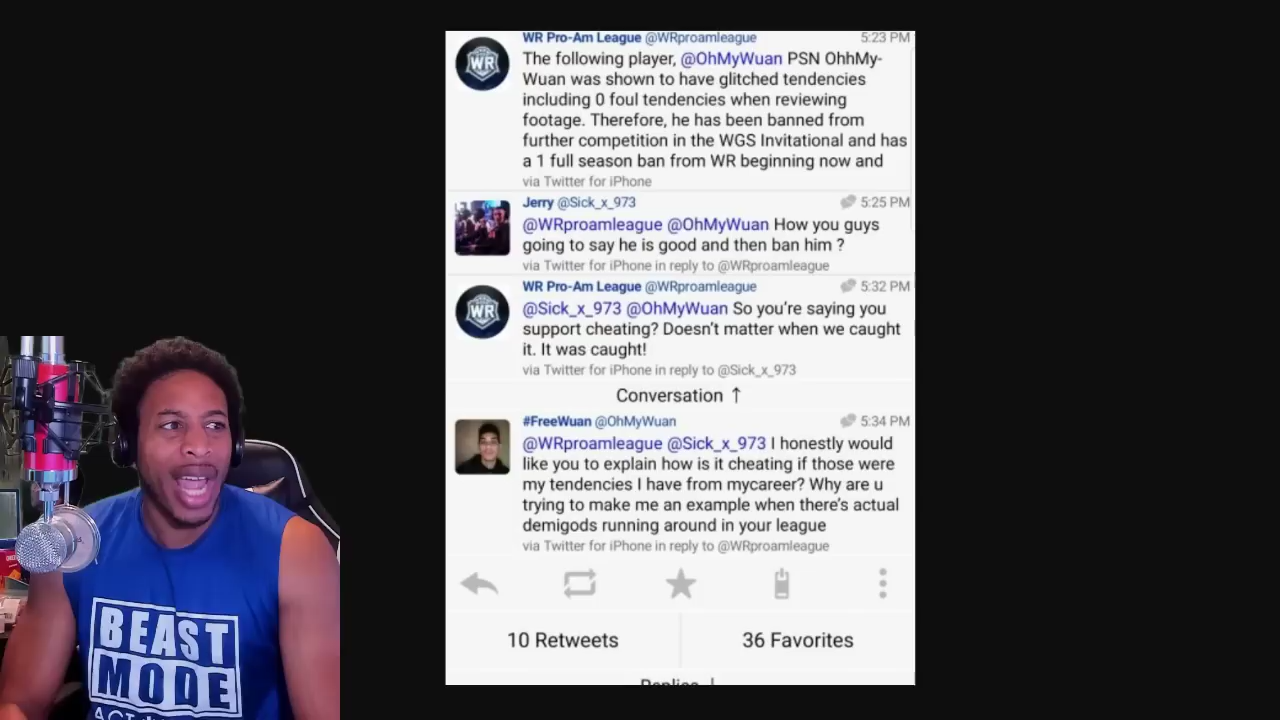 WR Pro-Am League @WRproamleague 5:23 PM
The following player, @OhMyWuan PSN OhhMy-
Wuan was shown to have glitched tendencies
including 0 foul tendencies when reviewing
footage. Therefore, he has been banned from
further competition in the WGS Invitational and has
a 1 full season ban from WR beginning now and
via Twitter for iPhone
Jerry @Sick_x_973 5:25 PM
@WRproamleague @OhMyWuan How you guys
going to say he is good and then ban him ?
via Twitter for iPhone in reply to @WRproamleague
WR Pro-Am League @WRproamleague 5:32 PM
@Sick_x_973 @OhMyWuan So you're saying you
support cheating? Doesn't matter when we caught
it. It was caught!
via Twitter for iPhone in reply to @Sick_x_973
Conversation ↑
#FreeWuan @OhMyWuan 5:34 PM
@WRproamleague @Sick_x_973 I honestly would
like you to explain how is it cheating if those were
my tendencies I have from mycareer? Why are u
trying to make me an example when there's actual
demigods running around in your league
via Twitter for iPhone in reply to @WRproamleague
10 Retweets 36 Favorites
Replies ↓
WR
WR
BEAST
MODE